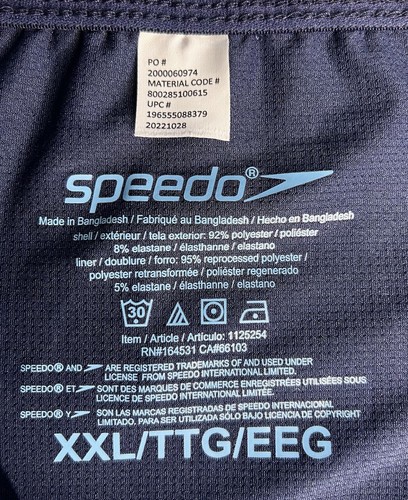 PO #
2000060974
MATERIAL CODE #
800285100615
UPC #
196555088379
20221028
speedo®
Made in Bangladesh / Fabriqué au Bangladesh / Hecho en Bangladesh
shell / extérieur / tela exterior: 92% polyester / poliéster
8% elastane / élasthanne / elastano
liner / doublure / forro: 95% reprocessed polyester /
polyester retransformée / poliéster regenerado
5% elastane / élasthanne / elastano
30
Item / Article / Artículo: 1125254
RN#164531 CA#66103
SPEEDO® AND ARE REGISTERED TRADEMARKS OF AND USED UNDER
LICENSE FROM SPEEDO INTERNATIONAL LIMITED.
SPEEDO® ET SONT DES MARQUES DE COMMERCE ENREGISTRÉES UTILISÉES SOUS
LICENCE DE SPEEDO INTERNATIONAL LIMITÉE.
SPEEDO® Y SON LAS MARCAS REGISTRADAS DE SPEEDO INTERNATIONAL
LIMITADO. PARA SER UTILIZADA SÓLO BAJO LICENCIA DE COPYRIGHT
XXL/TTG/EEG